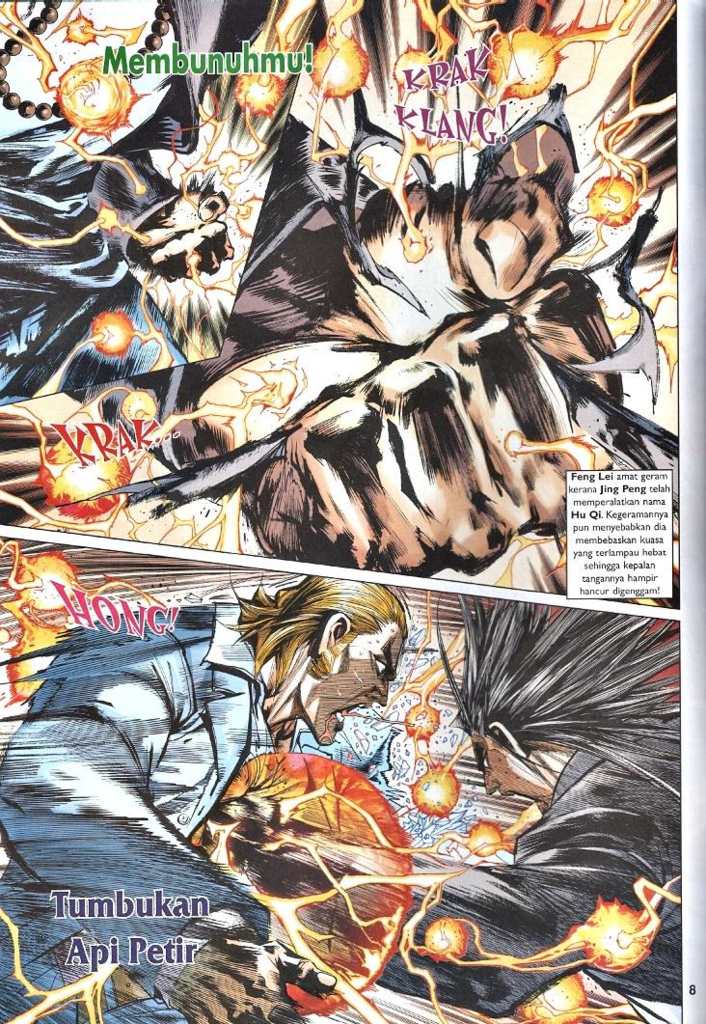 Membunuhmu!
KRAK
KLANG!
KRAK...
Feng Lei amat geram
kerana Jing Peng telah
memperalatkan nama
Hu Qi. Kegeramannya
pun menyebabkan dia
membebaskan kuasa
yang terlampau hebat
sehingga kepalan
tangannya hampir
hancur digenggam!
HONG!
Tumbukan
Api Petir
8